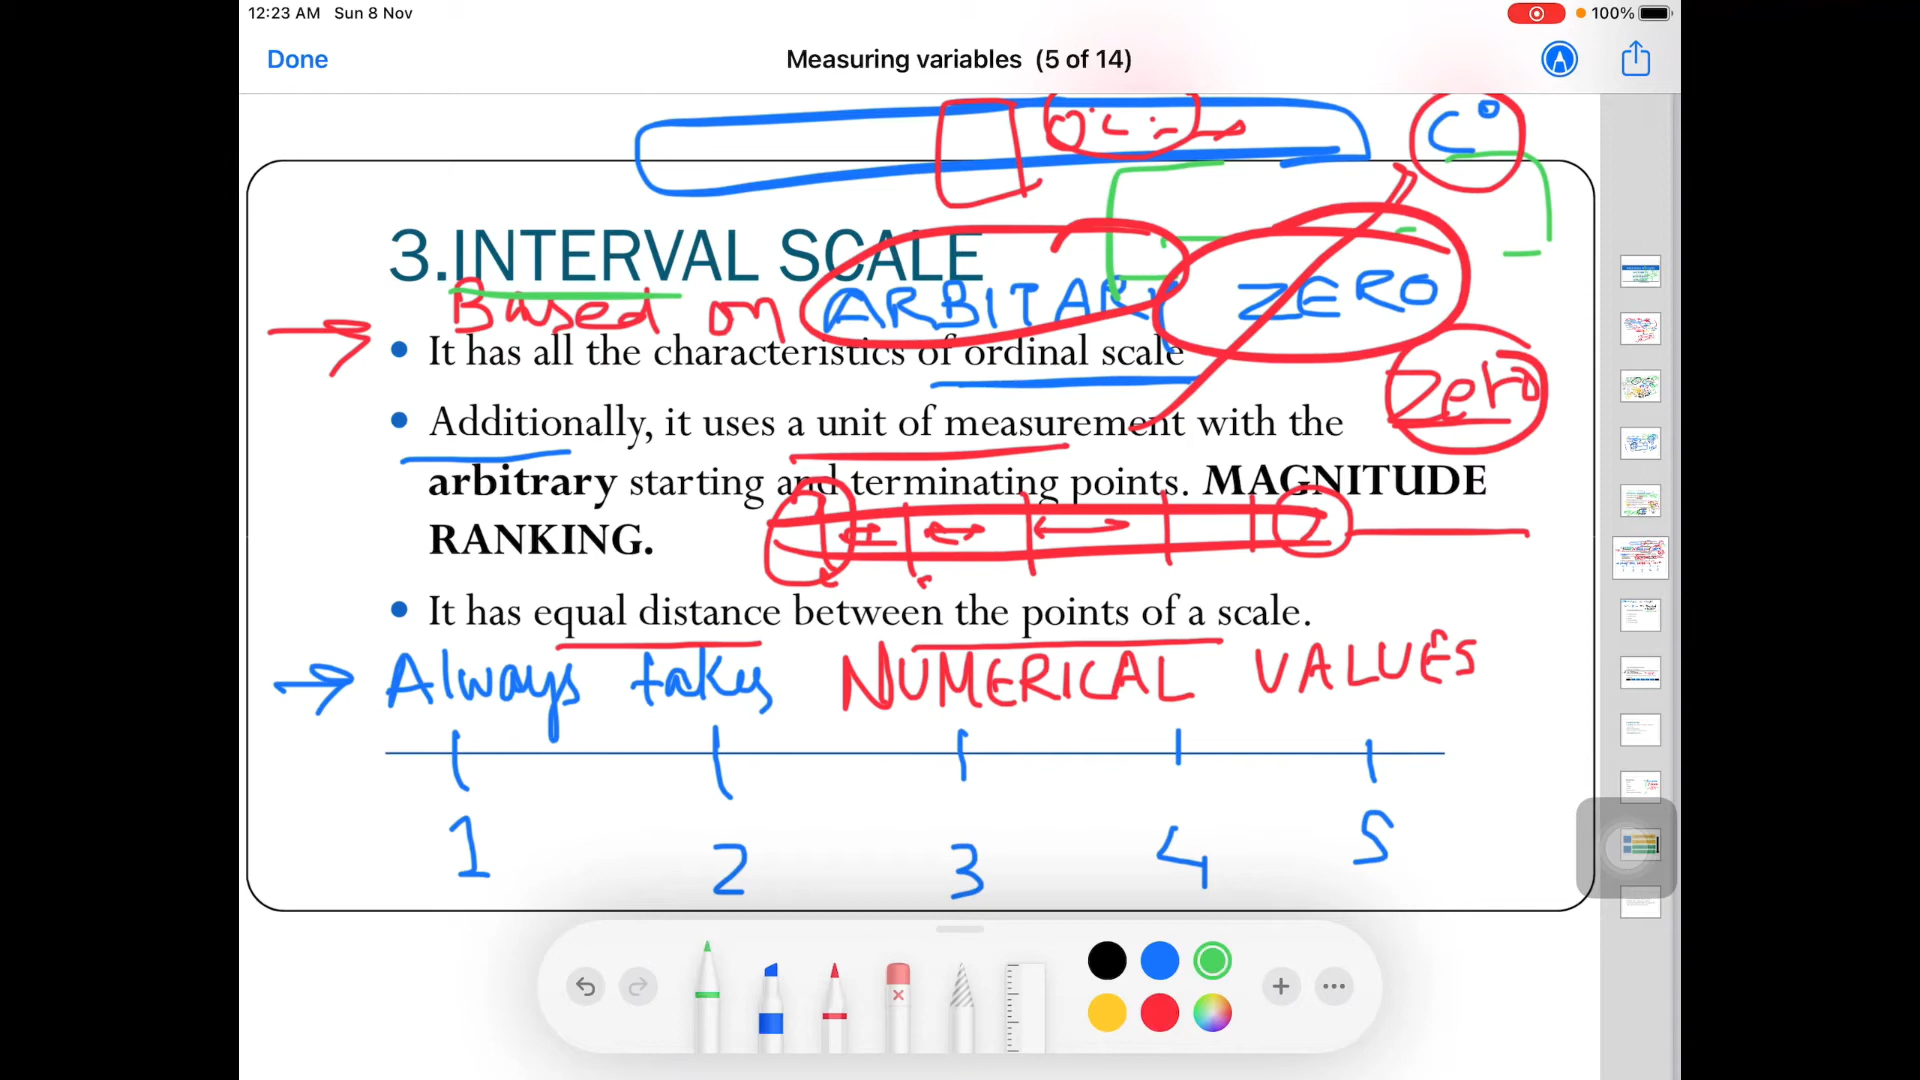 12:23 AM Sun 8 Nov
100%
Done
Measuring variables (5 of 14)
C°
3.INTERVAL SCALE
Based on ARBITARY ZERO
It has all the characteristics of ordinal scale
Zero
Additionally, it uses a unit of measurement with the
arbitrary starting and terminating points. MAGNITUDE
RANKING.
It has equal distance between the points of a scale.
Always takes NUMERICAL VALUES
1 2 3 4 5